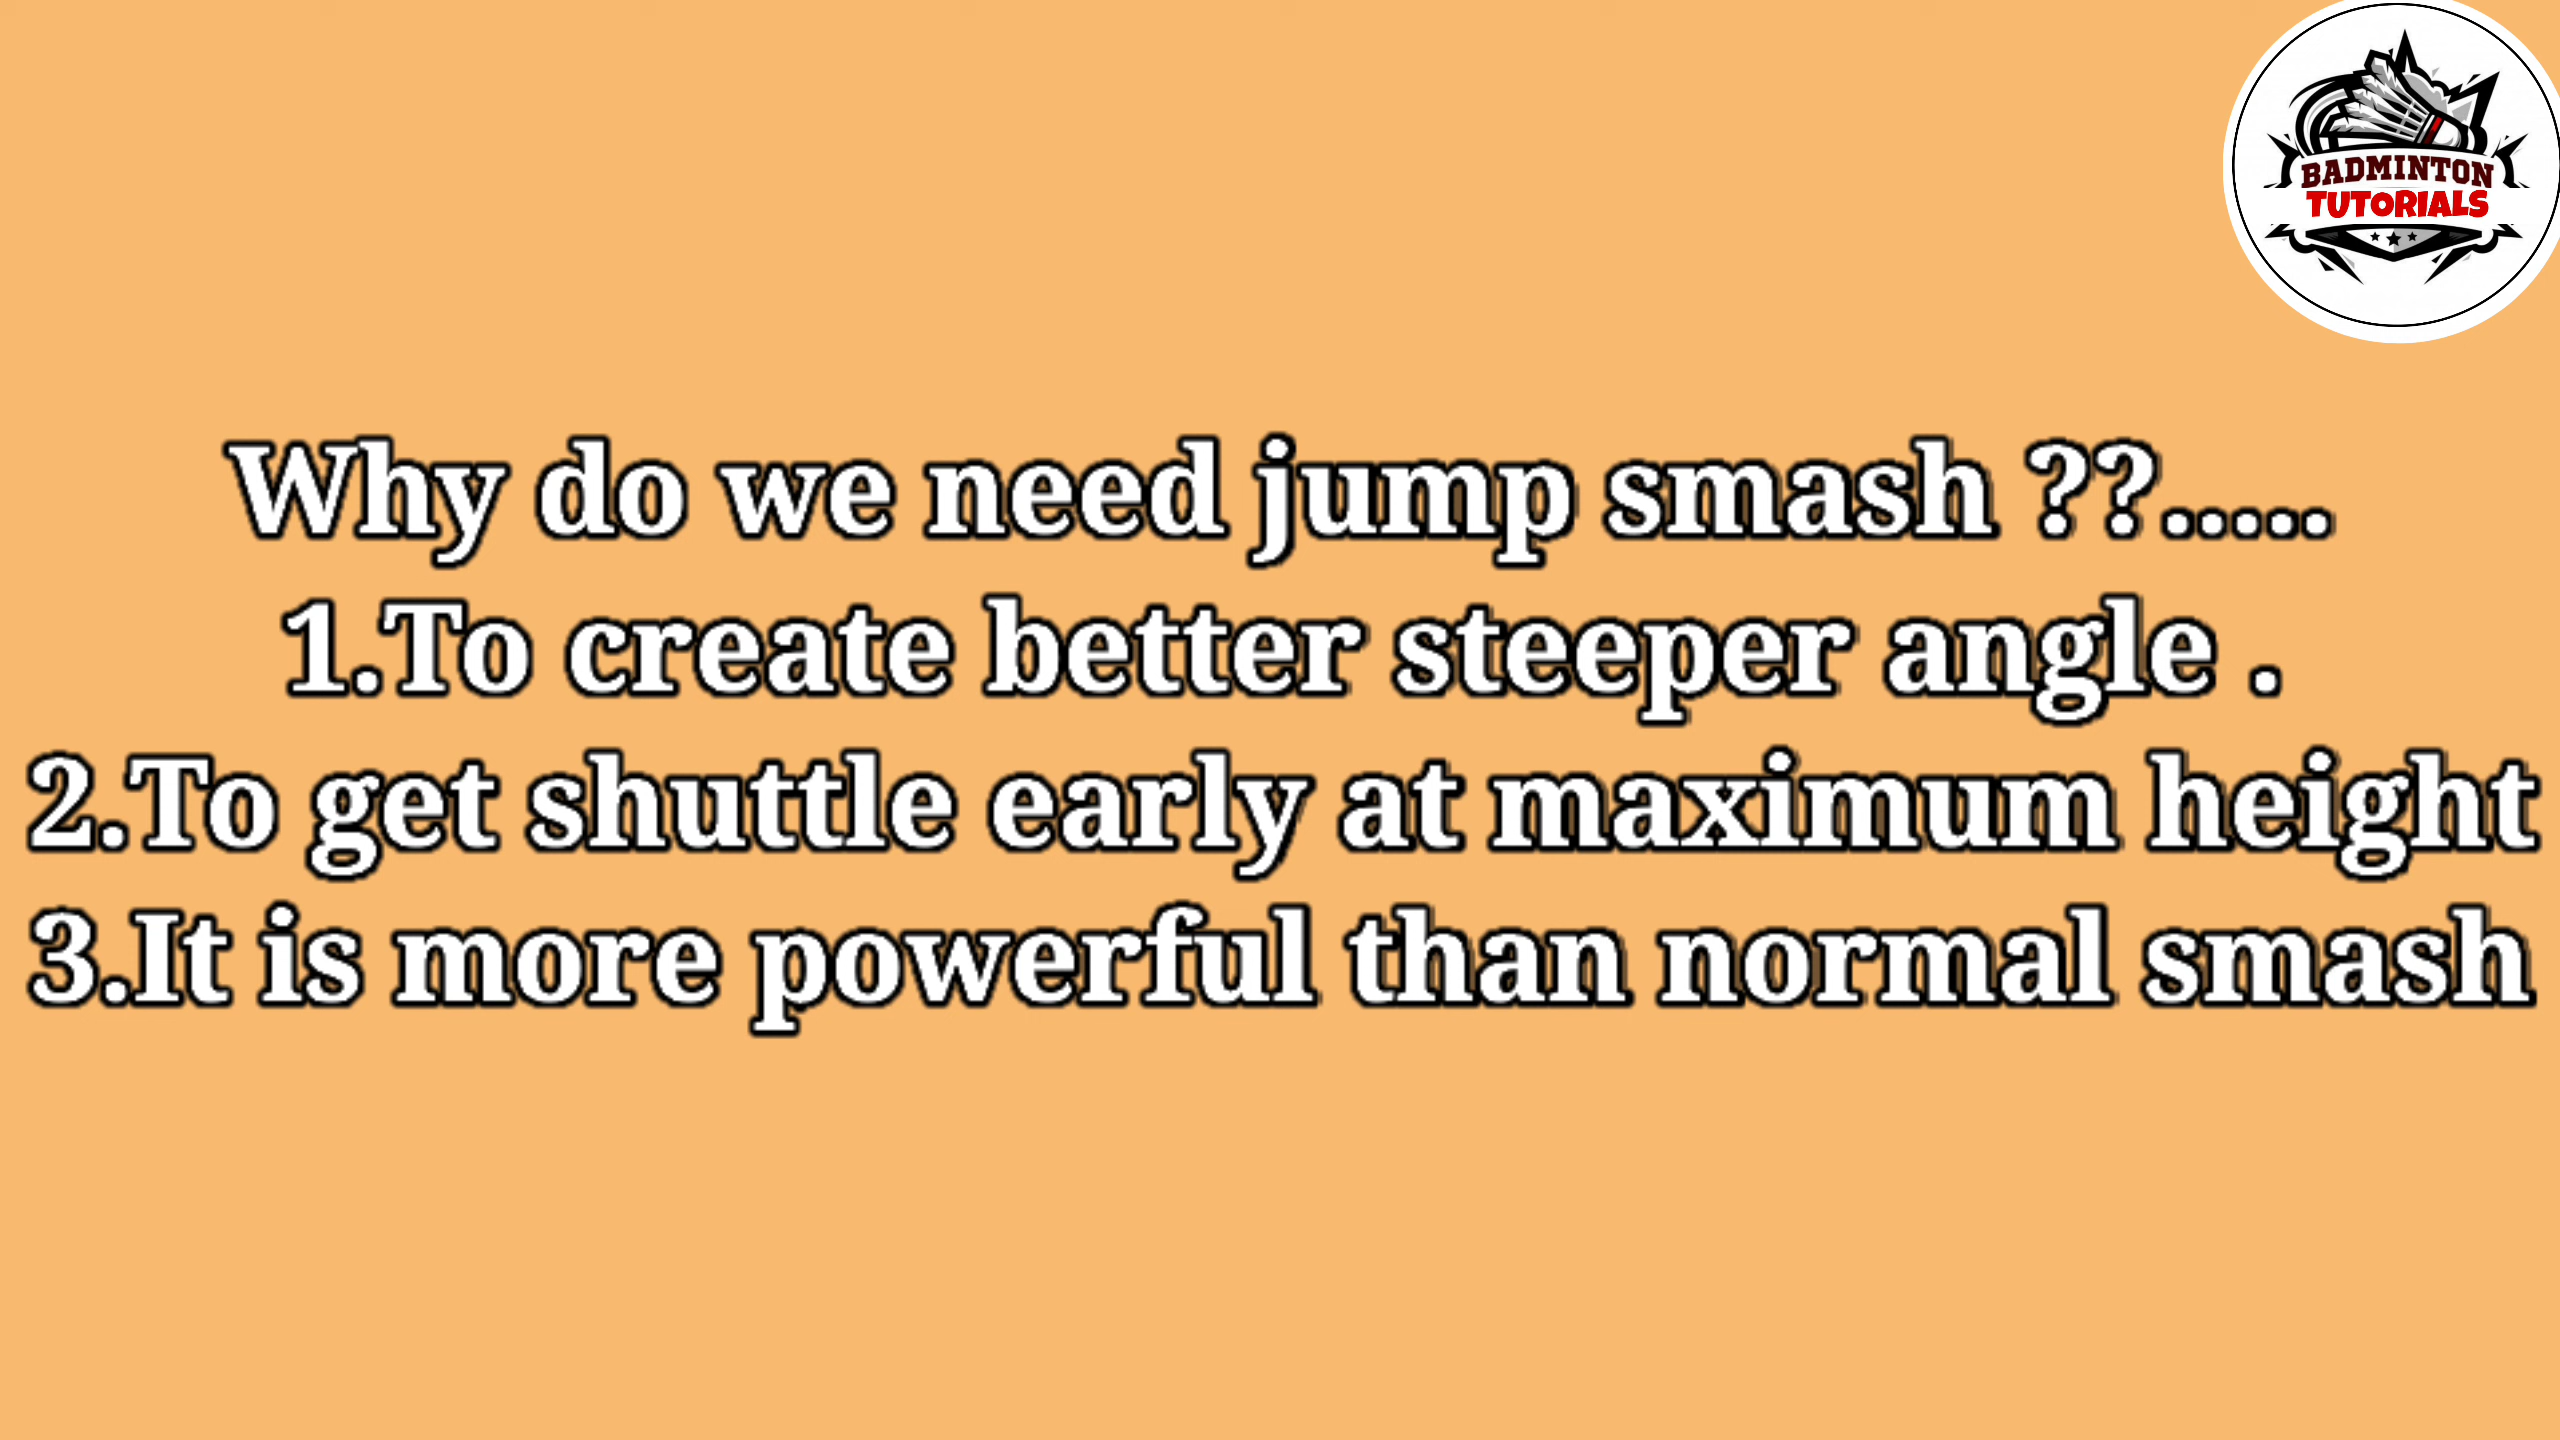 BADMINTON
TUTORIALS
Why do we need jump smash ??.....
1.To create better steeper angle .
2.To get shuttle early at maximum height
3.It is more powerful than normal smash